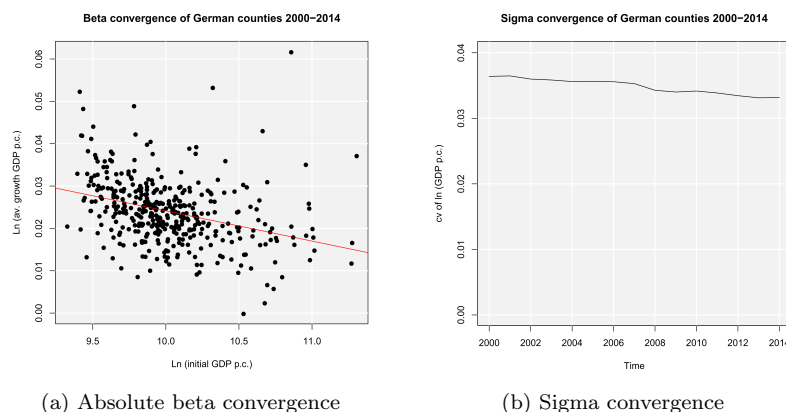 Beta convergence of German counties 2000−2014
Ln (av. growth GDP p.c.)
0.06
0.05
0.04
0.03
0.02
0.01
0.00
9.5 10.0 10.5 11.0
Ln (initial GDP p.c.)
(a) Absolute beta convergence
Sigma convergence of German counties 2000−2014
cv of ln (GDP p.c.)
0.04
0.03
0.02
0.01
0.00
2000 2002 2004 2006 2008 2010 2012 2014
Time
(b) Sigma convergence